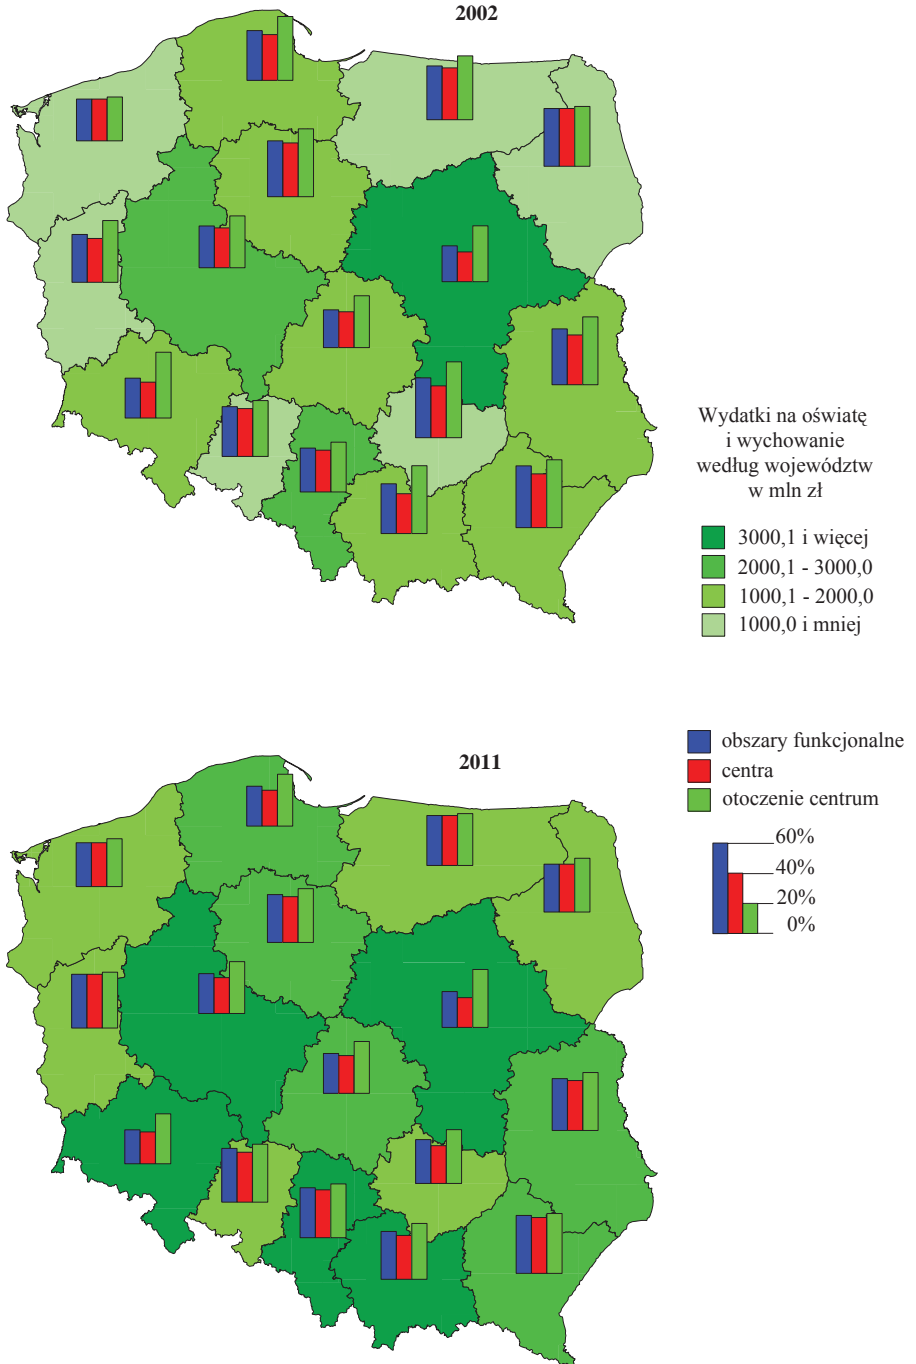 2002
Wydatki na oświatę
i wychowanie
według województw
w mln zł
3000,1 i więcej
2000,1 - 3000,0
1000,1 - 2000,0
1000,0 i mniej
2011
obszary funkcjonalne
centra
otoczenie centrum
60%
40%
20%
0%